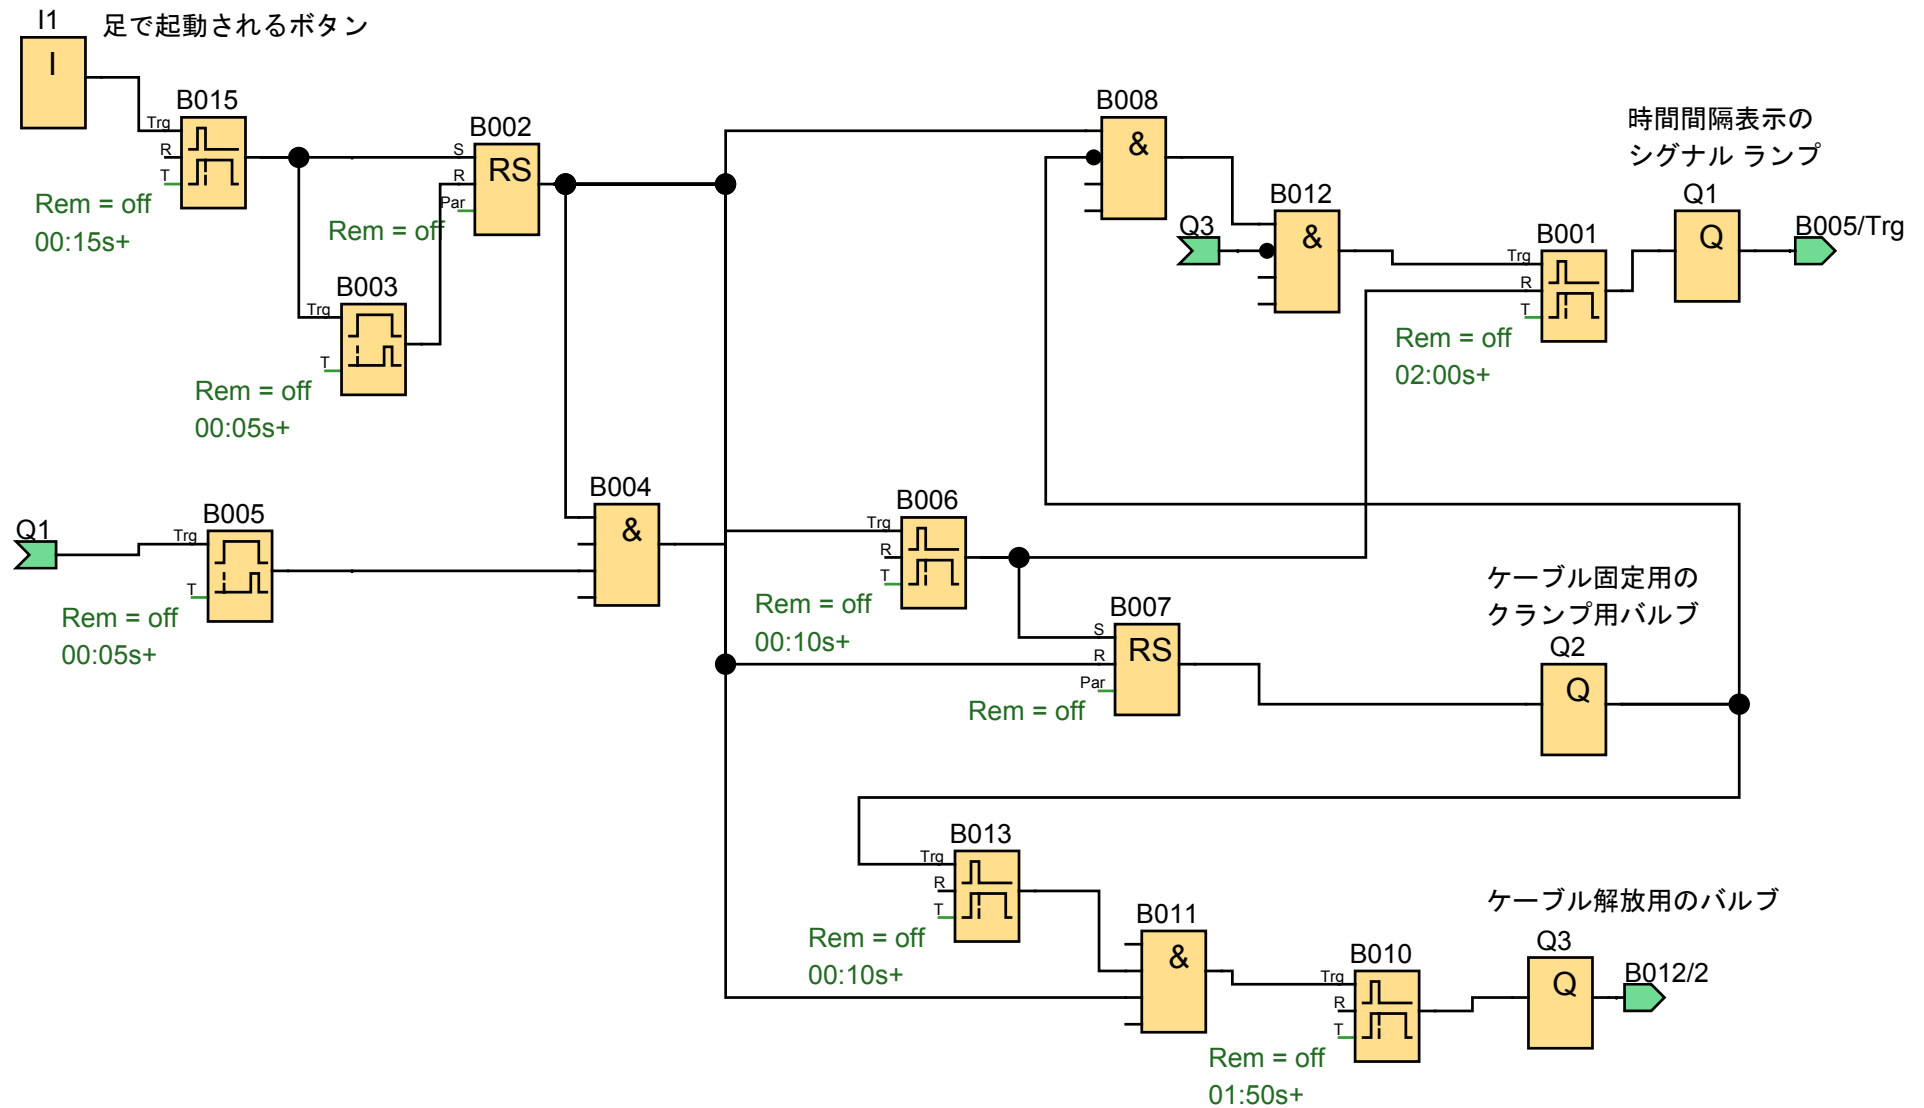 I1
足で起動されるボタン
I
B015
Trg
R
T
Rem = off
00:15s+
B002
S
R
Par
RS
Rem = off
B003
Trg
T
Rem = off
00:05s+
B008
&
B012
Q3
&
時間間隔表示の
シグナル ランプ
Q1
Q
B005/Trg
B001
Trg
R
T
Rem = off
02:00s+
Q1
B005
Trg
T
Rem = off
00:05s+
B004
&
B006
Trg
R
T
Rem = off
00:10s+
B007
S
R
Par
RS
Rem = off
ケーブル固定用の
クランプ用バルブ
Q2
Q
B013
Trg
R
T
Rem = off
00:10s+
B011
&
B010
Trg
R
T
Rem = off
01:50s+
ケーブル解放用のバルブ
Q3
Q
B012/2